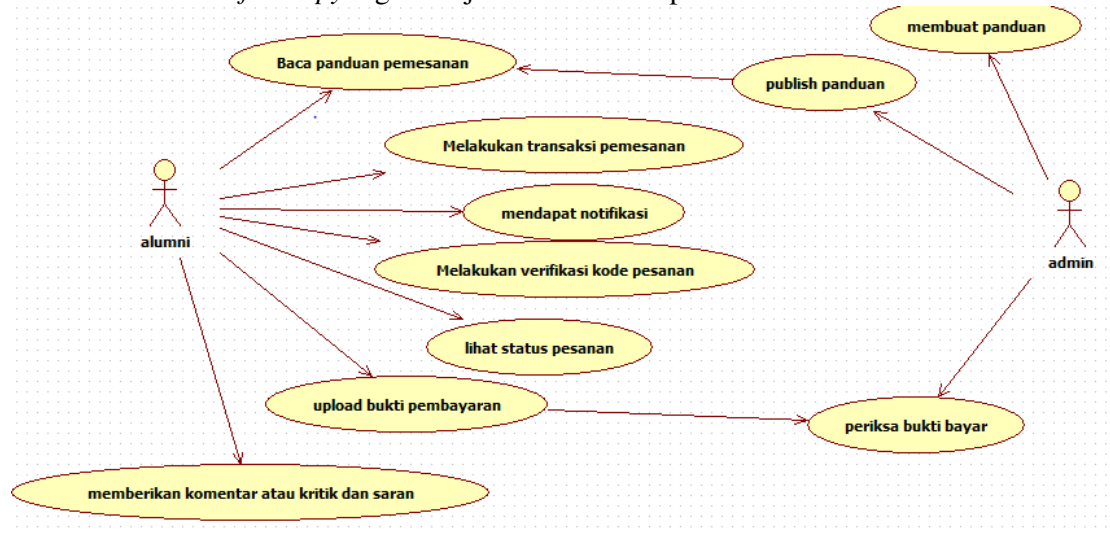 membuat panduan
Baca panduan pemesanan
publish panduan
Melakukan transaksi pemesanan
mendapat notifikasi
alumni
admin
Melakukan verifikasi kode pesanan
lihat status pesanan
upload bukti pembayaran
periksa bukti bayar
memberikan komentar atau kritik dan saran